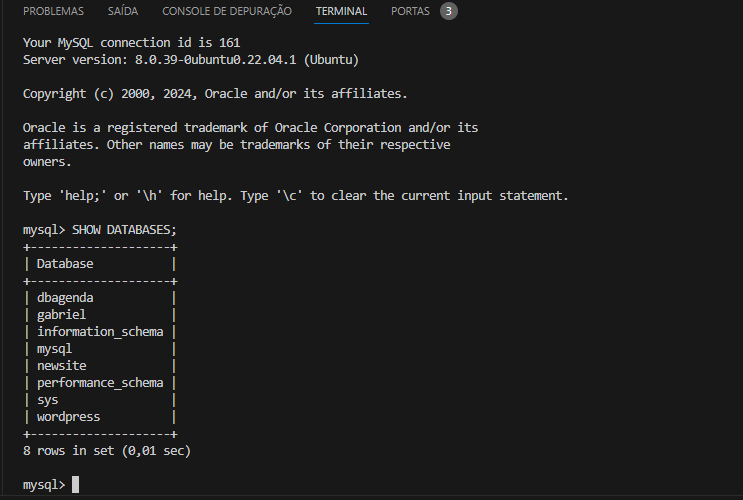 PROBLEMAS SAÍDA CONSOLE DE DEPURAÇÃO TERMINAL PORTAS 3
Your MySQL connection id is 161
Server version: 8.0.39-0ubuntu0.22.04.1 (Ubuntu)
Copyright (c) 2000, 2024, Oracle and/or its affiliates.
Oracle is a registered trademark of Oracle Corporation and/or its
affiliates. Other names may be trademarks of their respective
owners.
Type 'help;' or '\h' for help. Type '\c' to clear the current input statement.
mysql> SHOW DATABASES;
+--------------------+
| Database           |
+--------------------+
| dbagenda           |
| gabriel            |
| information_schema |
| mysql              |
| newsite            |
| performance_schema |
| sys                |
| wordpress          |
+--------------------+
8 rows in set (0,01 sec)
mysql>